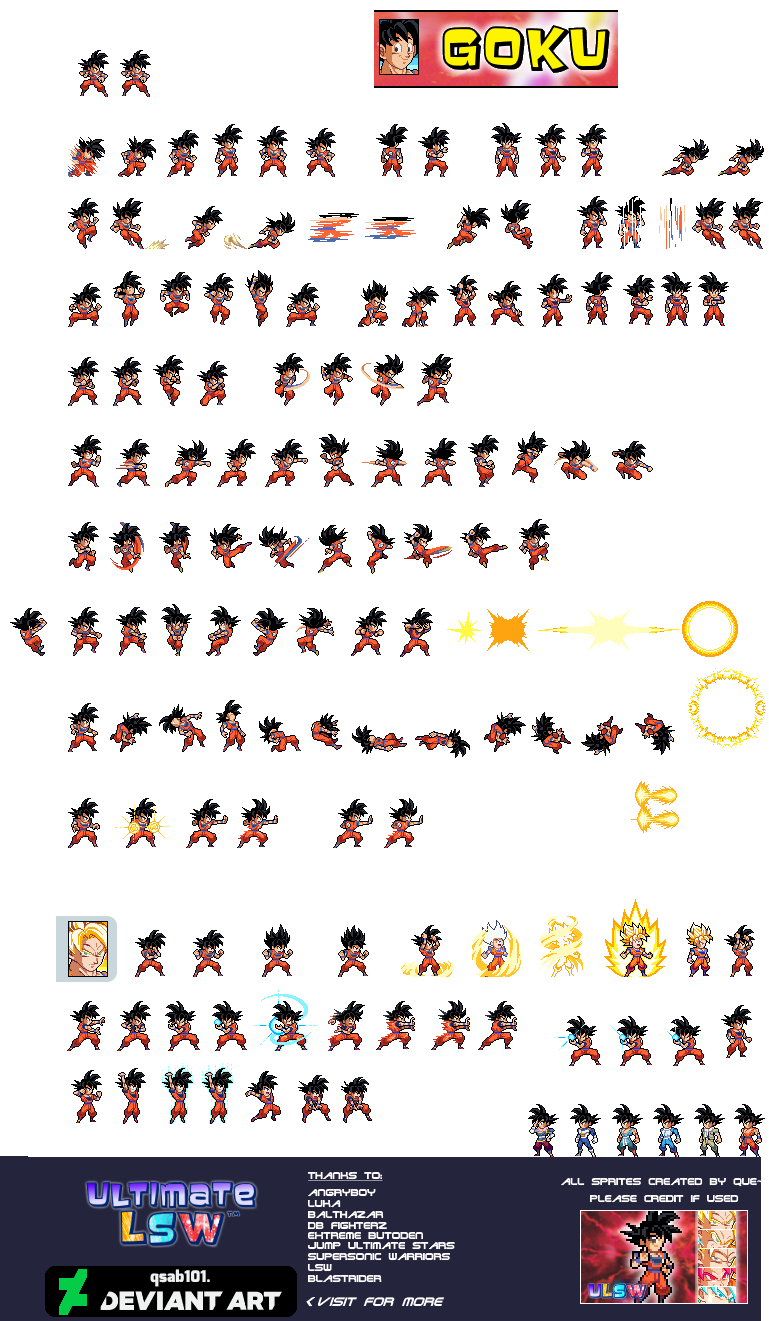 GOKU
ULTIMATE
LSW™
qsab101.
DEVIANT ART
THANKS TO:
ANGRYBOY
LUKA
BALTHAZAR
DB FIGHTERZ
EXTREME BUTODEN
JUMP ULTIMATE STARS
SUPERSONIC WARRIORS
LSW
BLASTRIDER
< VISIT FOR MORE
ALL SPRITES CREATED BY QUE-
PLEASE CREDIT IF USED
ULSW